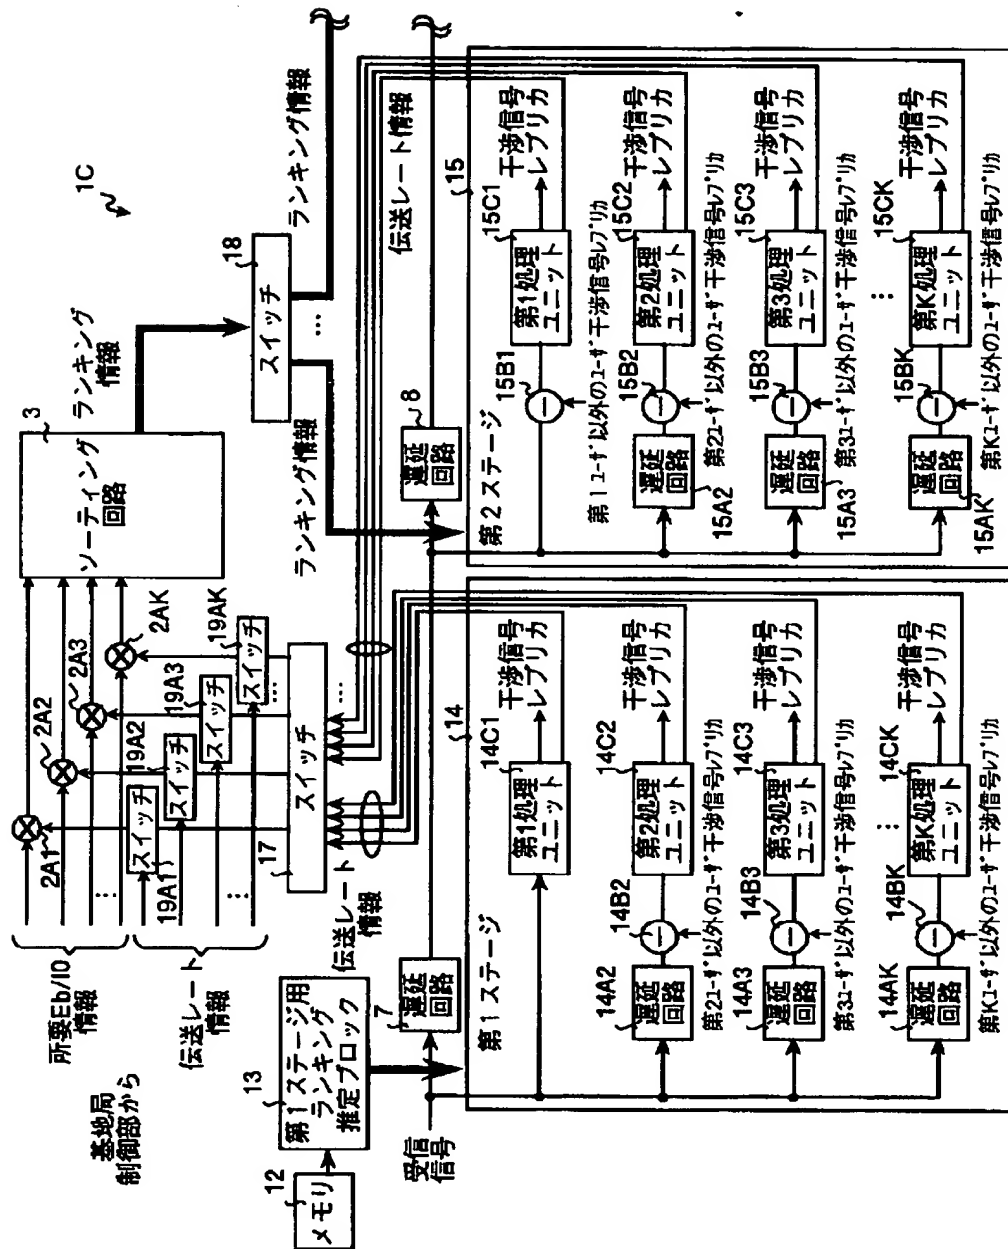 1C
基地局
制御部から
所要Eb/I0
情報
伝送レート
情報
2A1
2A2
2A3
2AK
19A1
スイッチ
19A2
スイッチ
19A3
スイッチ
19AK
スイッチ
3
ソーティング
回路
ランキング
情報
18
スイッチ
ランキング情報
ランキング情報
伝送レート情報
17
スイッチ
伝送レート
情報
12
メモリ
13
第1ステージ用
ランキング
推定ブロック
受信
信号
7
遅延
回路
8
遅延
回路
14
第1ステージ
14C1
第1処理
ユニット
干渉信号
レプリカ
14A2
遅延
回路
14B2
14C2
第2処理
ユニット
干渉信号
レプリカ
第2ユーザ以外のユーザ干渉信号レプリカ
14A3
遅延
回路
14B3
14C3
第3処理
ユニット
干渉信号
レプリカ
第3ユーザ以外のユーザ干渉信号レプリカ
14AK
遅延
回路
14BK
14CK
第K処理
ユニット
干渉信号
レプリカ
第Kユーザ以外のユーザ干渉信号レプリカ
15
第2ステージ
15B1
15C1
第1処理
ユニット
干渉信号
レプリカ
第1ユーザ以外のユーザ干渉信号レプリカ
15A2
遅延
回路
15B2
15C2
第2処理
ユニット
干渉信号
レプリカ
第2ユーザ以外のユーザ干渉信号レプリカ
15A3
遅延
回路
15B3
15C3
第3処理
ユニット
干渉信号
レプリカ
第3ユーザ以外のユーザ干渉信号レプリカ
15AK
遅延
回路
15BK
15CK
第K処理
ユニット
干渉信号
レプリカ
第Kユーザ以外のユーザ干渉信号レプリカ